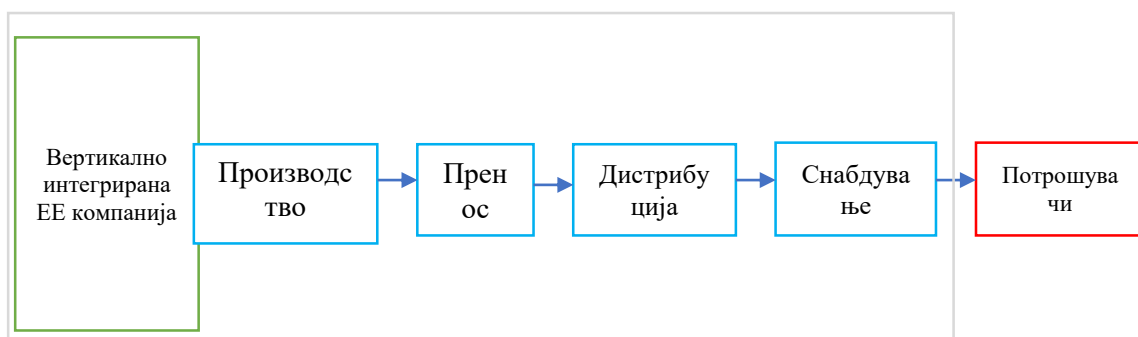 Вертикално
интегрирана
ЕЕ компанија
Производс
тво
Прен
ос
Дистрибу
ција
Снабдува
ње
Потрошува
чи